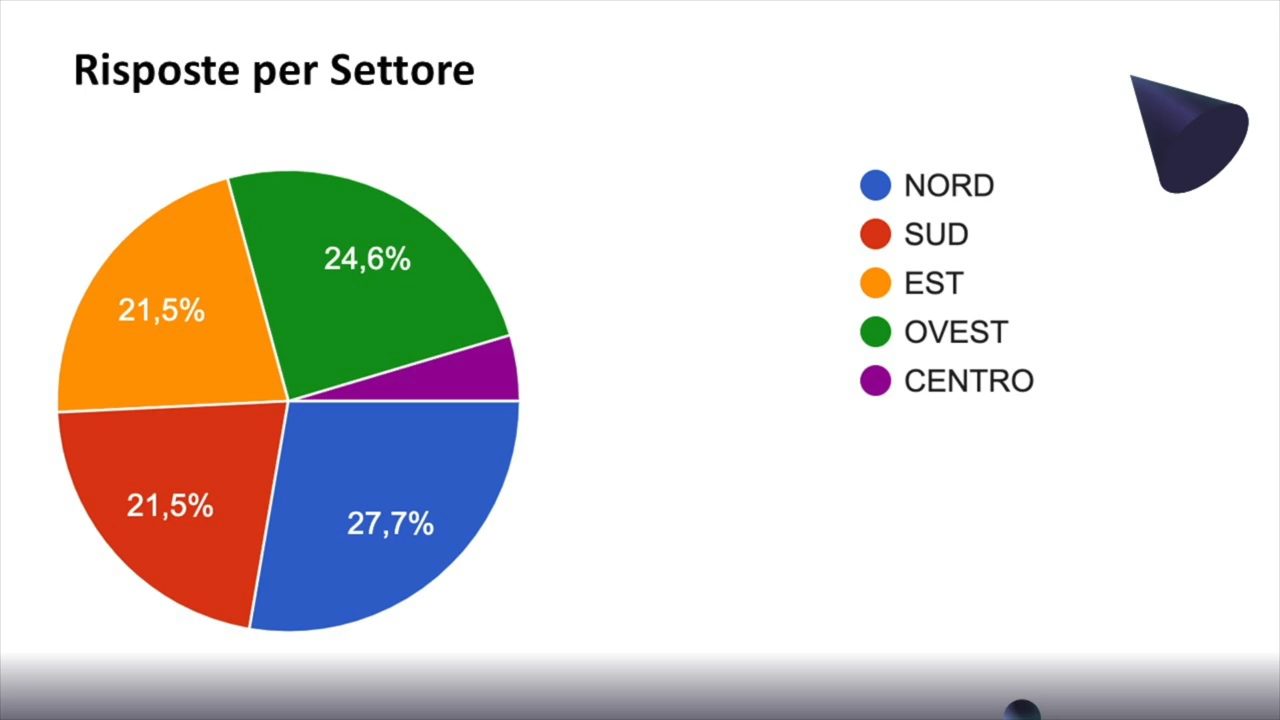 Risposte per Settore
24,6%
21,5%
21,5%
27,7%
NORD
SUD
EST
OVEST
CENTRO